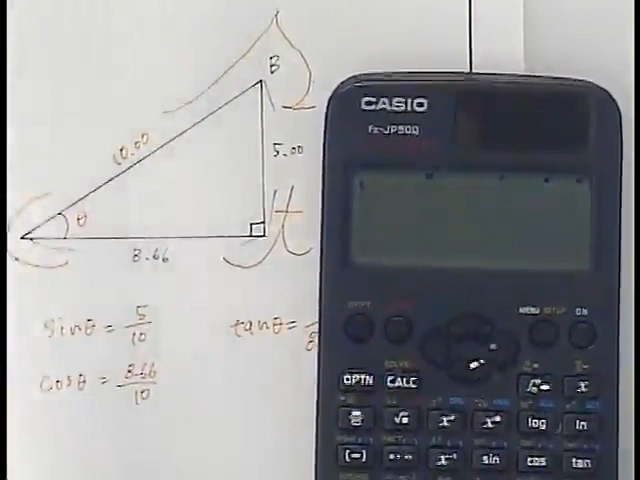 B
10.00
5.00
θ
8.66
sinθ = 5/10
tanθ =
cosθ = 8.66/10
CASIO
fx-JP500
SHIFT
MENU SETUP ON
OPTN CALC
log ln
(−) sin cos tan